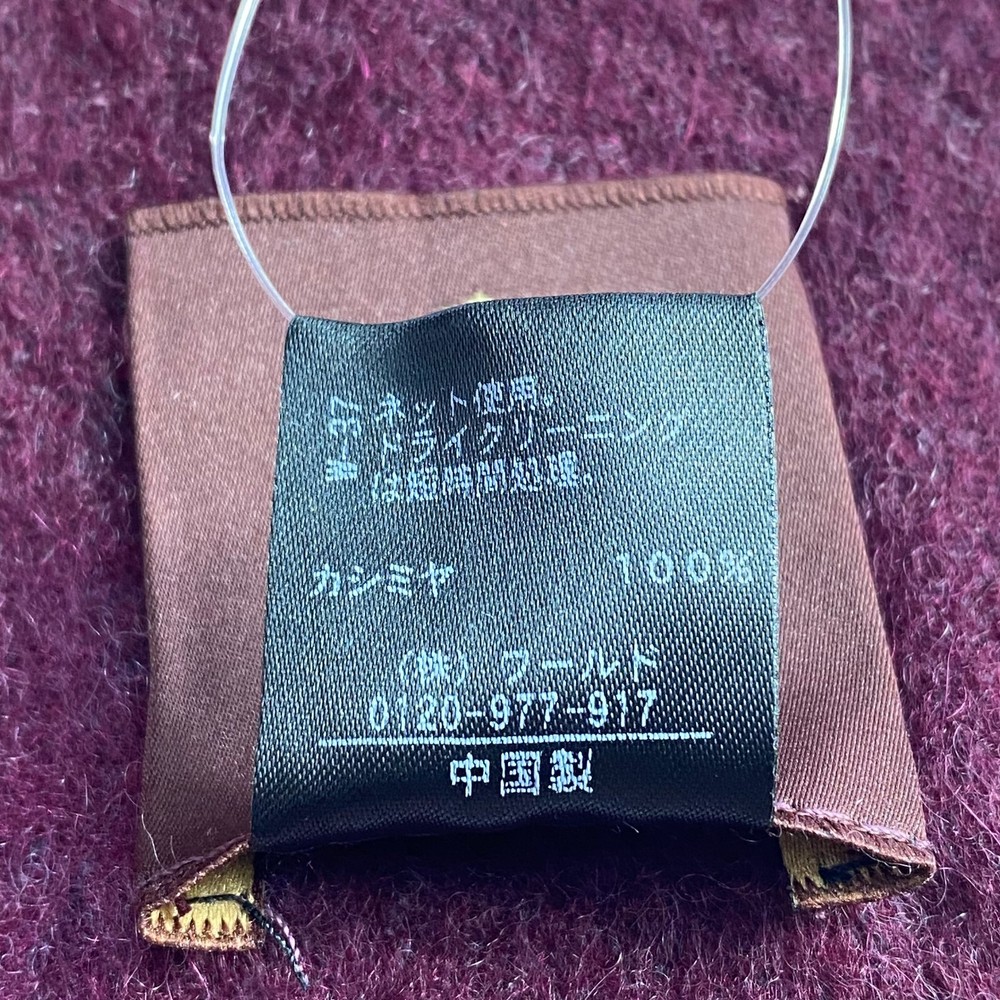 W-37
ネット使用。
ドライクリーニング
は短時間処理。
カシミヤ 100%
(株)ワールド
0120-977-917
中国製